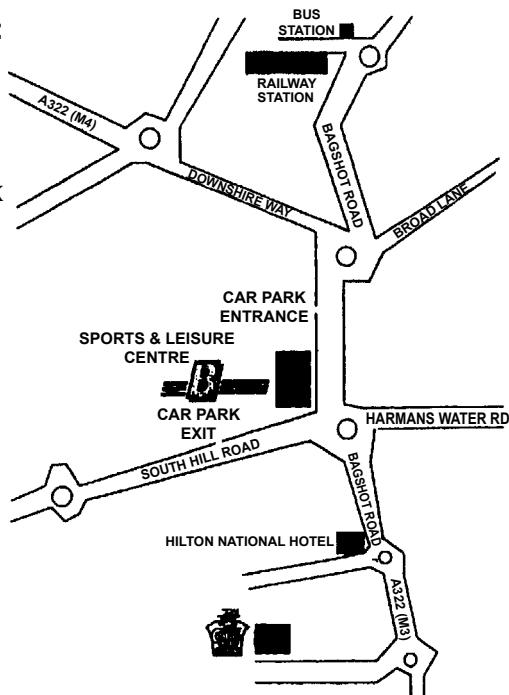 BUS
STATION
RAILWAY
STATION
A322 (M4)
BAGSHOT ROAD
DOWNSHIRE WAY
BROAD LANE
CAR PARK
ENTRANCE
SPORTS & LEISURE
CENTRE
B
CAR PARK
EXIT
HARMANS WATER RD
SOUTH HILL ROAD
BAGSHOT ROAD
HILTON NATIONAL HOTEL
A322 (M3)